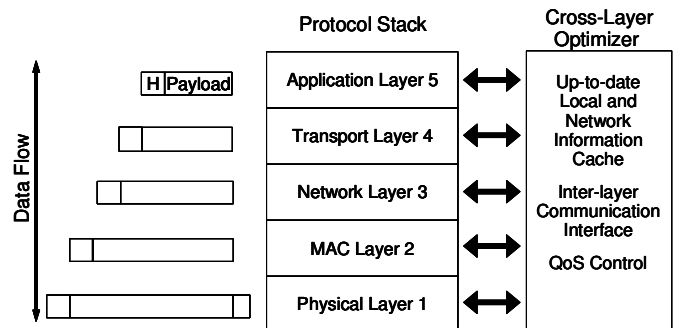 Protocol Stack
Cross-Layer
Optimizer
Data Flow
H Payload
Application Layer 5
Transport Layer 4
Network Layer 3
MAC Layer 2
Physical Layer 1
Up-to-date
Local and
Network
Information
Cache
Inter-layer
Communication
Interface
QoS Control